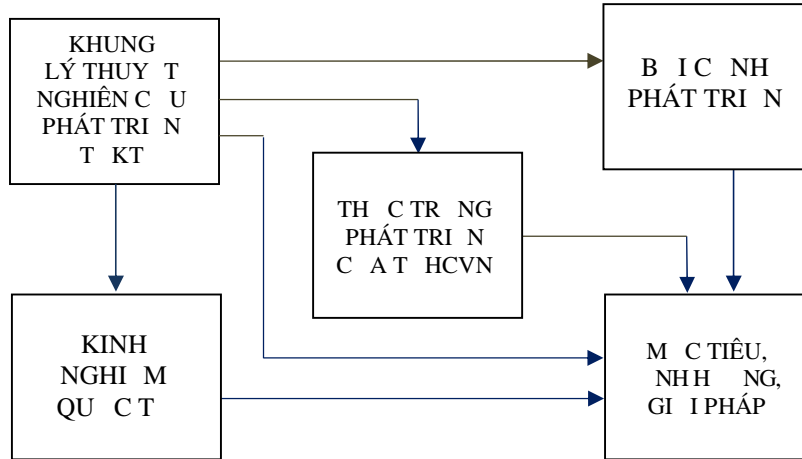 KHUNG
LÝ THUY T
NGHIÊN C U
PHÁT TRI N
T KT
B I C NH
PHÁT TRI N
TH C TR NG
PHÁT TRI N
C A T HCVN
KINH
NGHI M
QU C T
M C TIÊU,
NH H NG,
GI I PHÁP